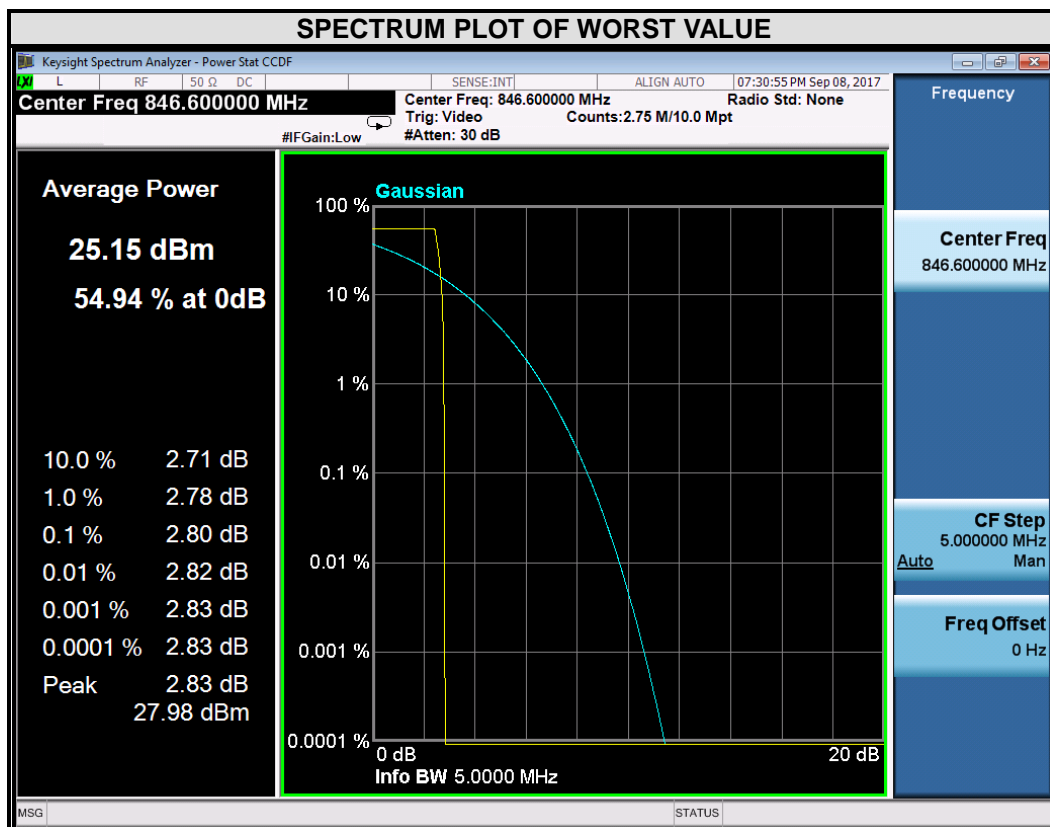 SPECTRUM PLOT OF WORST VALUE
Keysight Spectrum Analyzer - Power Stat CCDF
LXI L RF 50 Ω DC SENSE:INT ALIGN AUTO 07:30:55 PM Sep 08, 2017
Center Freq 846.600000 MHz
Center Freq: 846.600000 MHz Radio Std: None
Trig: Video Counts:2.75 M/10.0 Mpt
#IFGain:Low #Atten: 30 dB
Frequency
Average Power
25.15 dBm
54.94 % at 0dB
10.0 % 2.71 dB
1.0 % 2.78 dB
0.1 % 2.80 dB
0.01 % 2.82 dB
0.001 % 2.83 dB
0.0001 % 2.83 dB
Peak 2.83 dB
27.98 dBm
Gaussian
100 %
10 %
1 %
0.1 %
0.01 %
0.001 %
0.0001 %
0 dB 20 dB
Info BW 5.0000 MHz
Center Freq
846.600000 MHz
CF Step
5.000000 MHz
Auto Man
Freq Offset
0 Hz
MSG STATUS